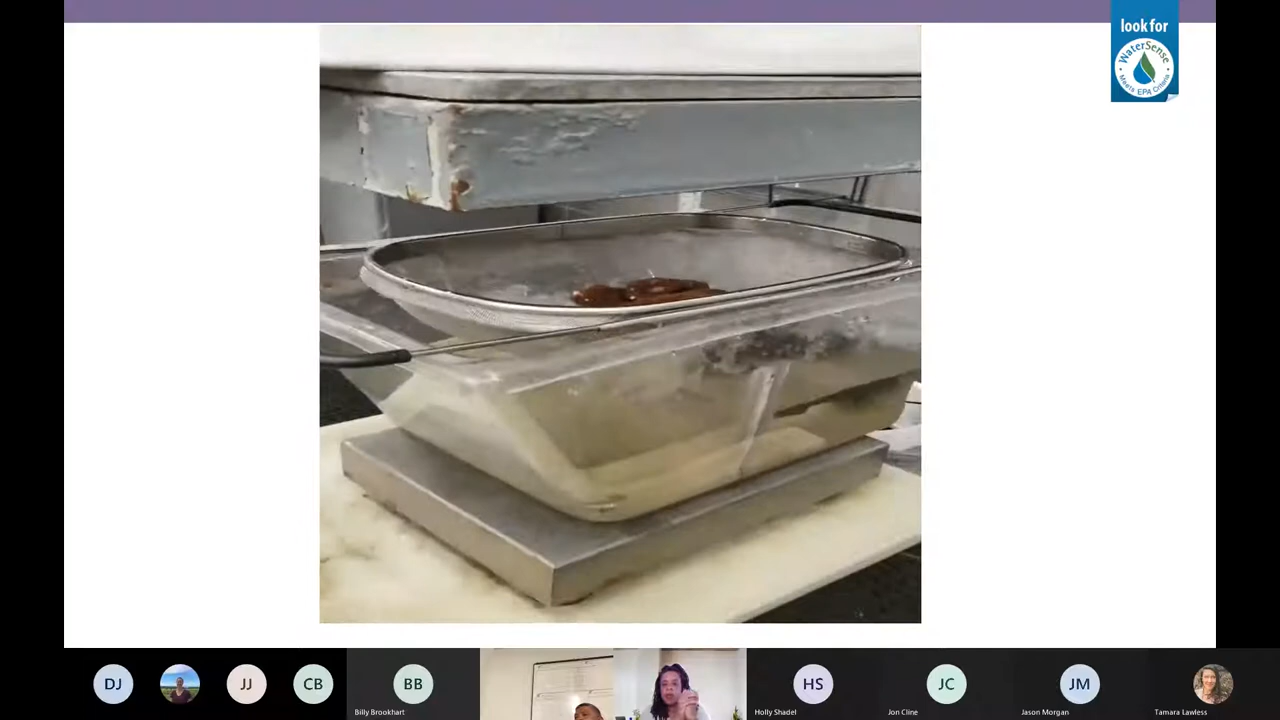 look for
WaterSense
Meets EPA Criteria
DJ
JJ
CB
BB
HS
JC
JM
Billy Brookhart
Holly Shadel
Jon Cline
Jason Morgan
Tamara Lawless